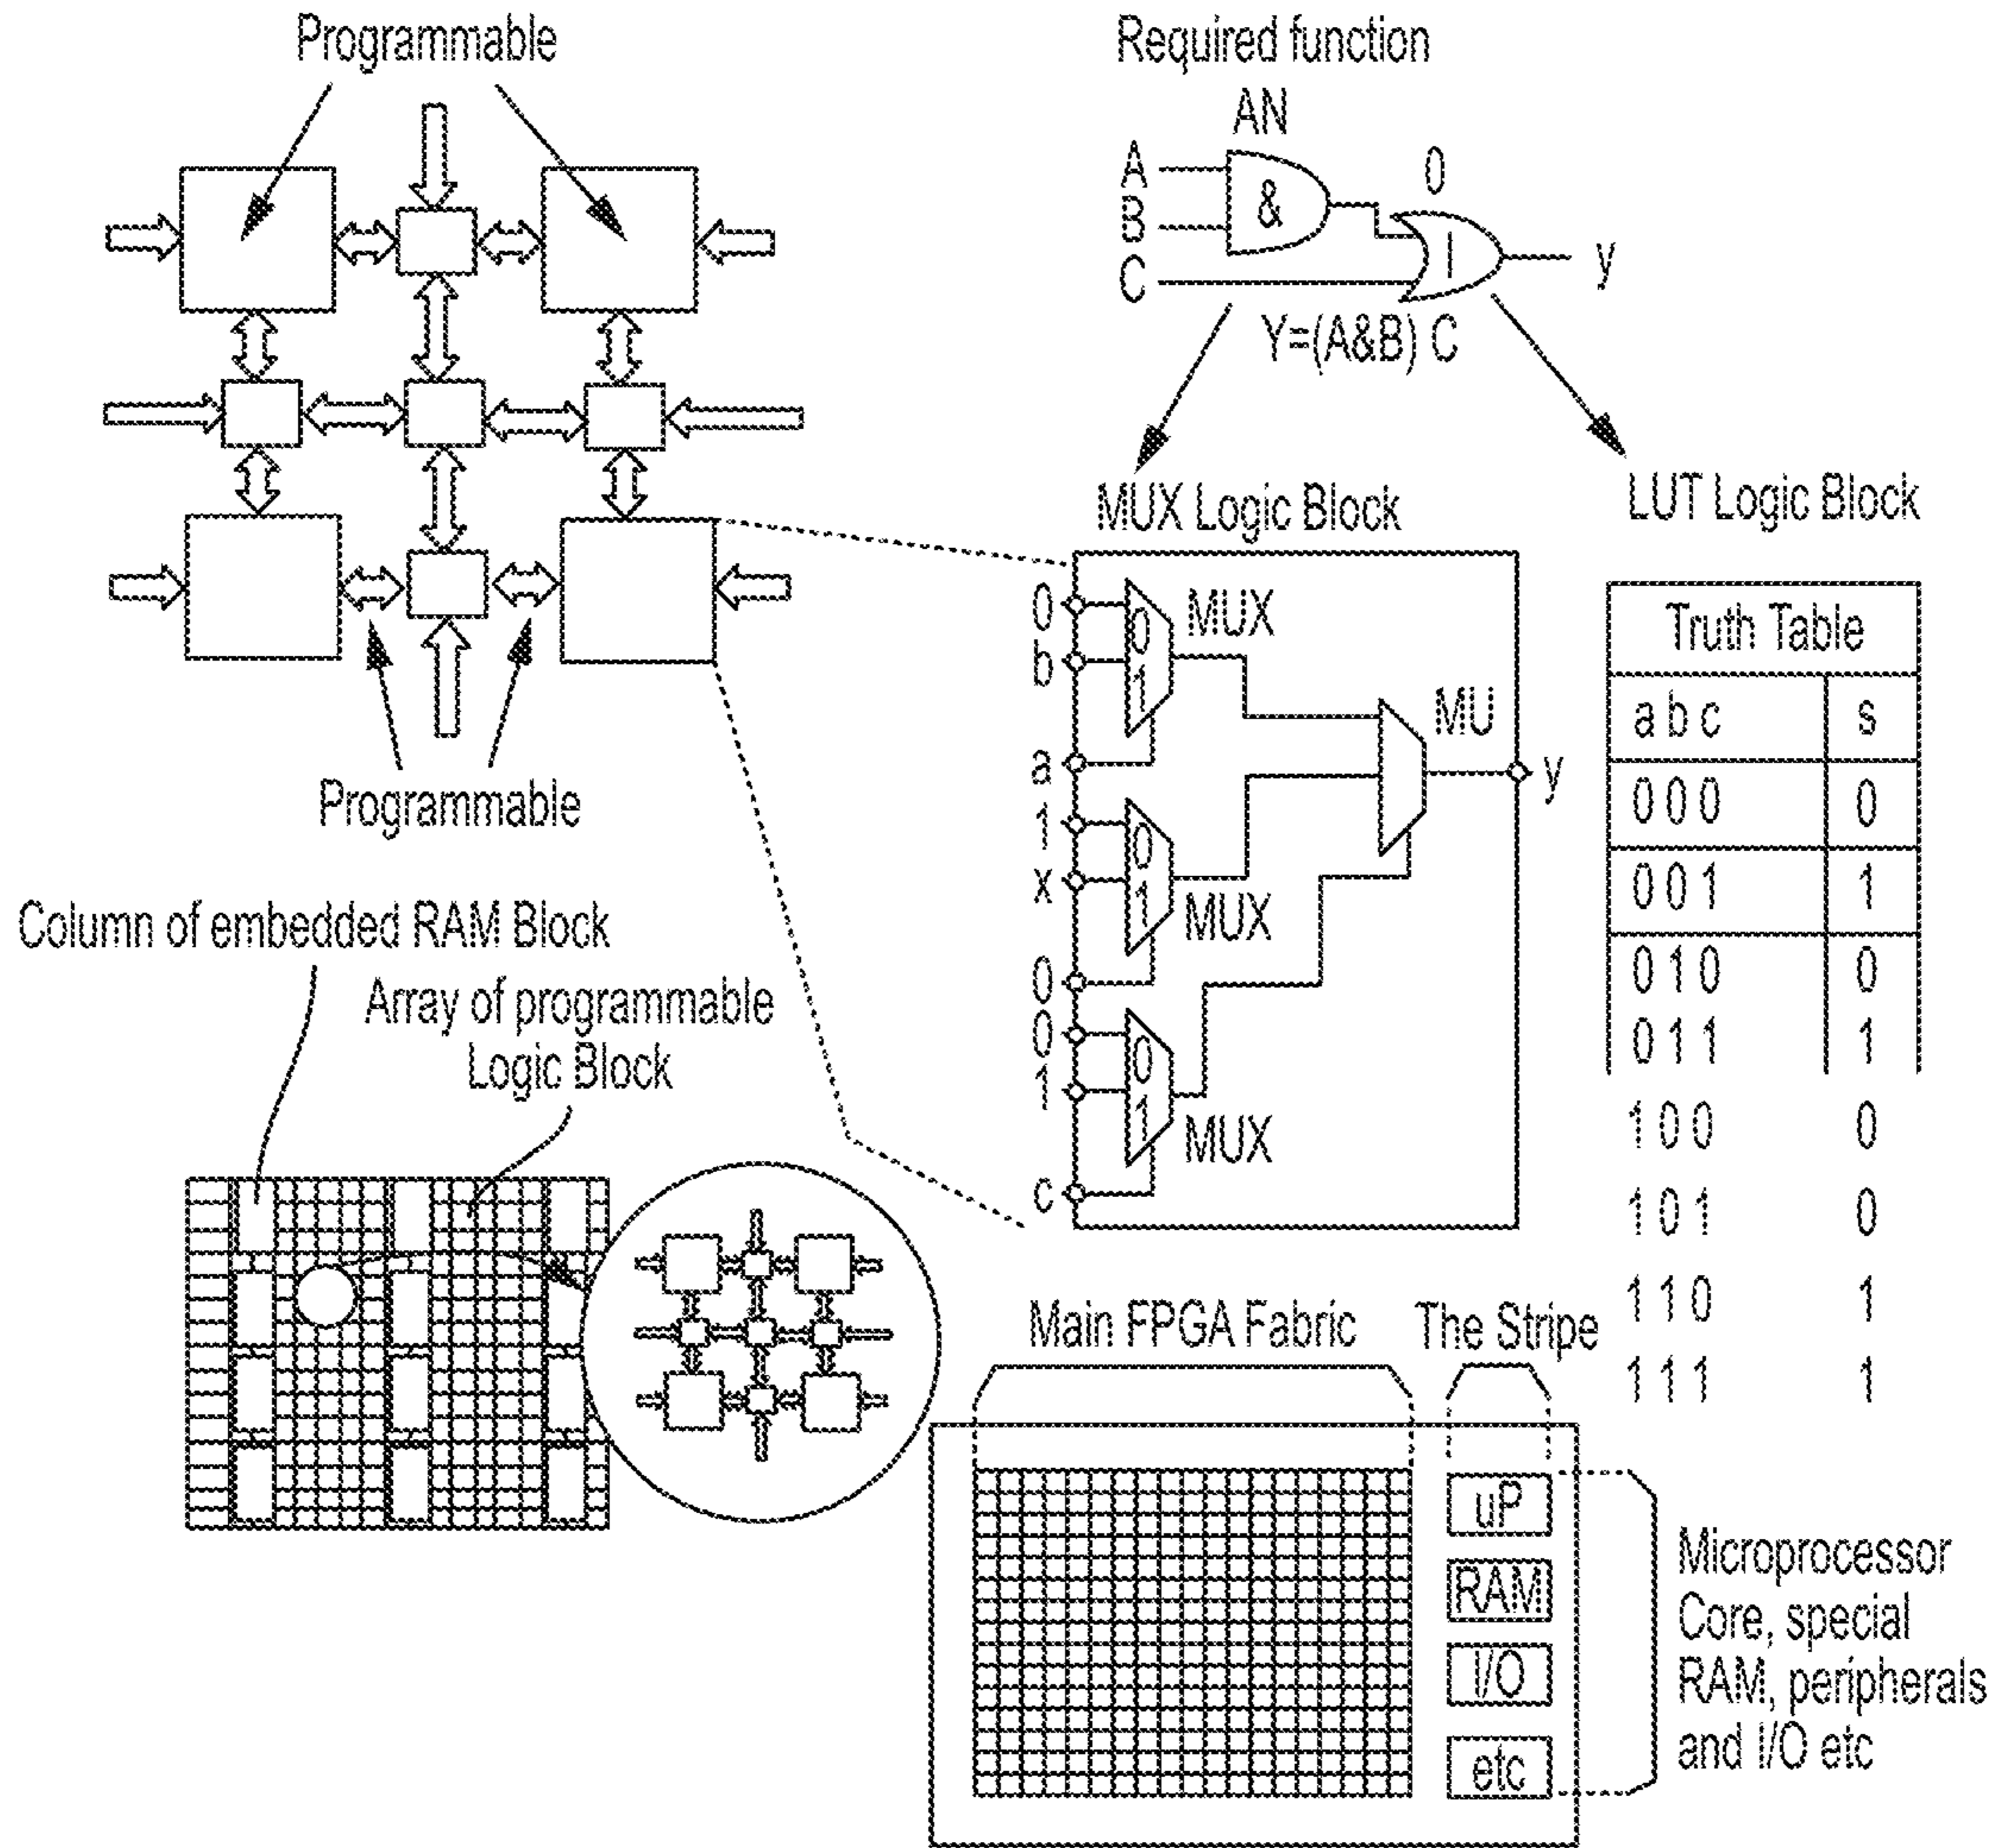 Programmable
Programmable
Column of embedded RAM Block
Array of programmable
Logic Block
Required function
AN
A
B
C
&
0
|
y
Y=(A&B) C
MUX Logic Block
LUT Logic Block
0
b
a
0
1
MUX
1
x
0
0
1
MUX
0
1
c
0
1
MUX
MU
y
Truth Table
a b c s
0 0 0 0
0 0 1 1
0 1 0 0
0 1 1 1
1 0 0 0
1 0 1 0
1 1 0 1
1 1 1 1
Main FPGA Fabric
The Stripe
uP
RAM
I/O
etc
Microprocessor
Core, special
RAM, peripherals
and I/O etc